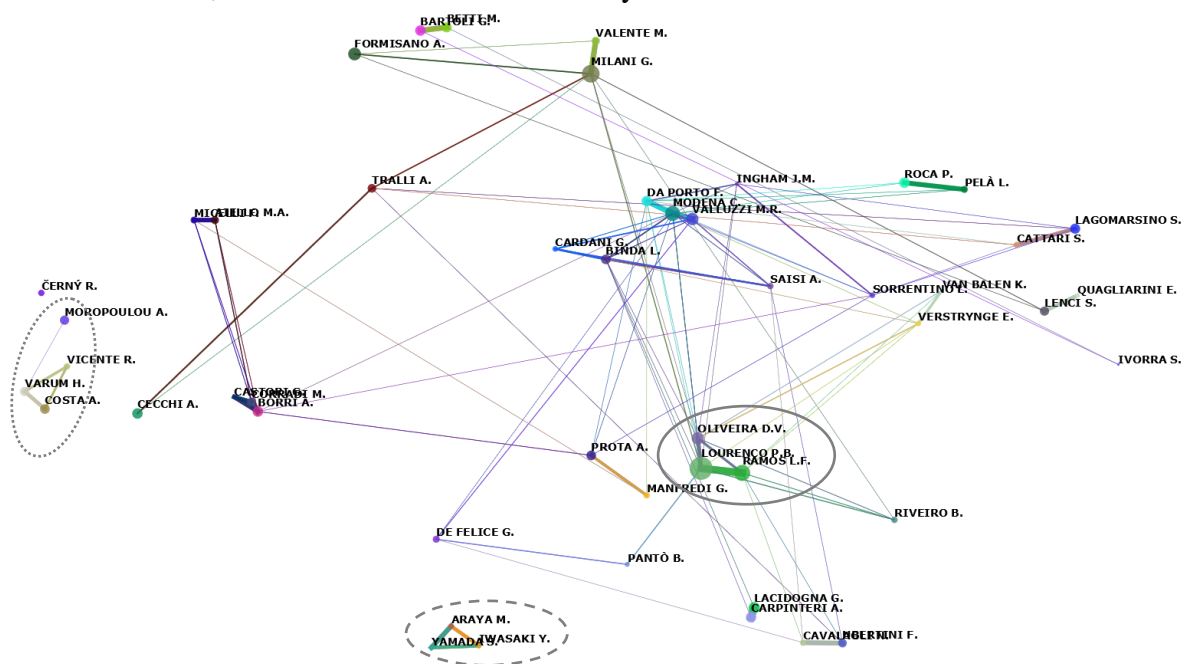 BARTOLI G.
BETTI M.
FORMISANO A.
VALENTE M.
MILANI G.
TRALLI A.
INGHAM J.M.
ROCA P.
PELÀ L.
DA PORTO F.
MODENA C.
VALLUZZI M.R.
LAGOMARSINO S.
CATTARI S.
CARDANI G.
BINDA L.
SAISI A.
SORRENTINO L.
VAN BALEN K.
QUAGLIARINI E.
LENCI S.
VERSTRYNGE E.
IVORRA S.
ČERNÝ R.
MOROPOULOU A.
VICENTE R.
VARUM H.
COSTA A.
CECCHI A.
CASTORI G.
CORRADI M.
BORRI A.
OLIVEIRA D.V.
LOURENÇO P.B.
RAMOS L.F.
PROTA A.
MANFREDI G.
RIVEIRO B.
DE FELICE G.
PANTÒ B.
LACIDOGNA G.
CARPINTERI A.
ARAYA M.
YAMADA S.
IWASAKI Y.